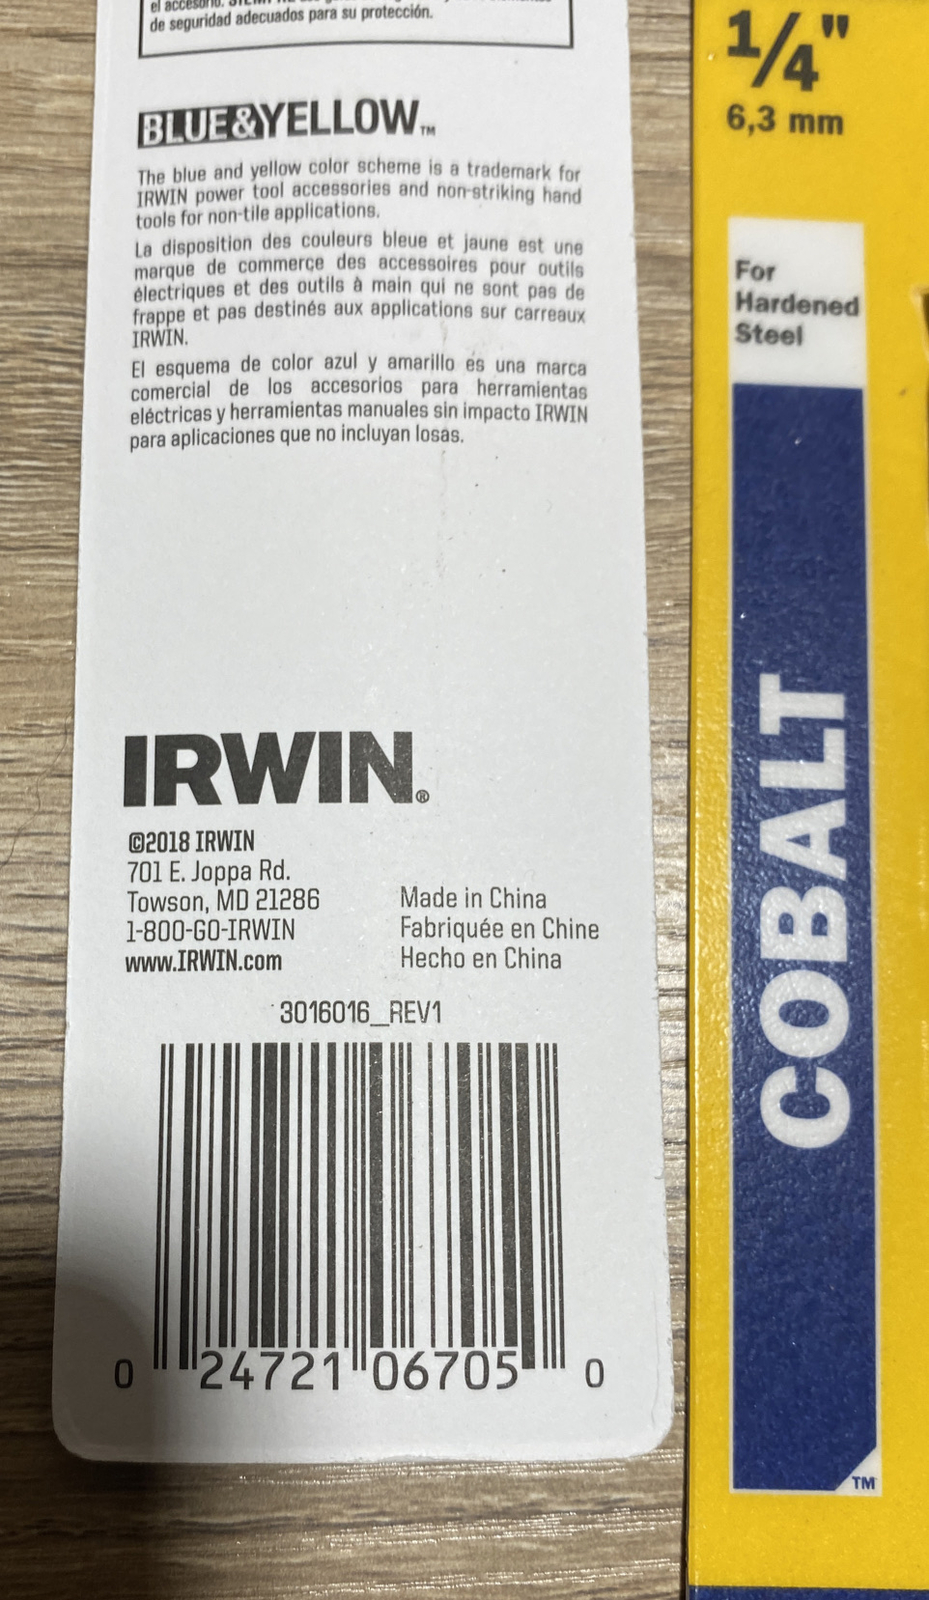 el accesorio.
de seguridad adecuados para su protección.
BLUE&YELLOW™
The blue and yellow color scheme is a trademark for
IRWIN power tool accessories and non-striking hand
tools for non-tile applications.
La disposition des couleurs bleue et jaune est une
marque de commerce des accessoires pour outils
électriques et des outils à main qui ne sont pas de
frappe et pas destinés aux applications sur carreaux
IRWIN.
El esquema de color azul y amarillo es una marca
comercial de los accesorios para herramientas
eléctricas y herramientas manuales sin impacto IRWIN
para aplicaciones que no incluyan losas.
IRWIN®
©2018 IRWIN
701 E. Joppa Rd.
Towson, MD 21286
1-800-GO-IRWIN
www.IRWIN.com
Made in China
Fabriquée en Chine
Hecho en China
3016016_REV1
0 24721 06705 0
1/4"
6,3 mm
For
Hardened
Steel
COBALT
TM